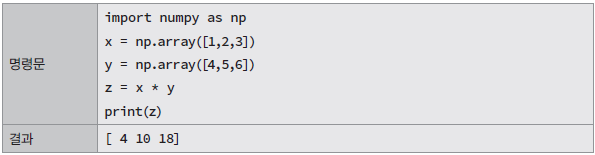 명령문
import numpy as np
x = np.array([1,2,3])
y = np.array([4,5,6])
z = x * y
print(z)
결과
[ 4 10 18]